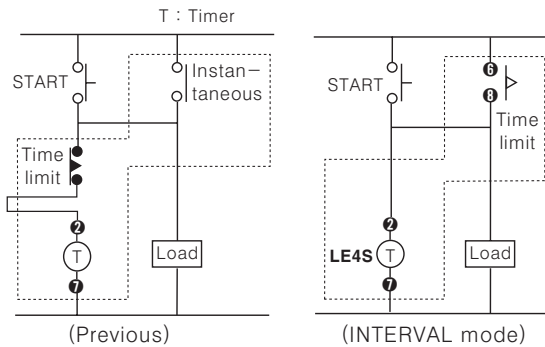 T : Timer
START
Instan-
taneous
Time
limit
2
T
7
Load
(Previous)
START
6
8
Time
limit
2
LE4S
T
7
Load
(INTERVAL mode)